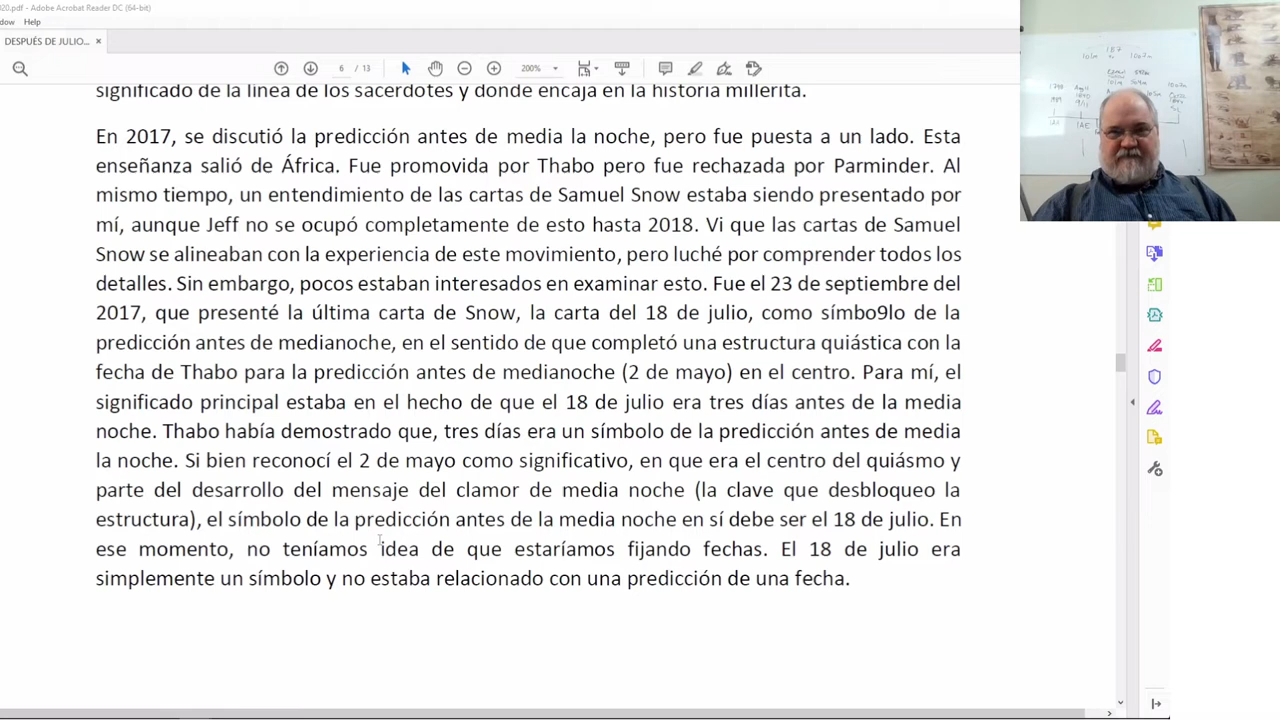 020.pdf - Adobe Acrobat Reader DC (64-bit)
dow Help
DESPUÉS DE JULIO... ×
6 / 13 200%
significado de la línea de los sacerdotes y donde encaja en la historia millerita.
En 2017, se discutió la predicción antes de media la noche, pero fue puesta a un lado. Esta
enseñanza salió de África. Fue promovida por Thabo pero fue rechazada por Parminder. Al
mismo tiempo, un entendimiento de las cartas de Samuel Snow estaba siendo presentado por
mí, aunque Jeff no se ocupó completamente de esto hasta 2018. Vi que las cartas de Samuel
Snow se alineaban con la experiencia de este movimiento, pero luché por comprender todos los
detalles. Sin embargo, pocos estaban interesados en examinar esto. Fue el 23 de septiembre del
2017, que presenté la última carta de Snow, la carta del 18 de julio, como símbo9lo de la
predicción antes de medianoche, en el sentido de que completó una estructura quiástica con la
fecha de Thabo para la predicción antes de medianoche (2 de mayo) en el centro. Para mí, el
significado principal estaba en el hecho de que el 18 de julio era tres días antes de la media
noche. Thabo había demostrado que, tres días era un símbolo de la predicción antes de media
la noche. Si bien reconocí el 2 de mayo como significativo, en que era el centro del quiásmo y
parte del desarrollo del mensaje del clamor de media noche (la clave que desbloqueo la
estructura), el símbolo de la predicción antes de la media noche en sí debe ser el 18 de julio. En
ese momento, no teníamos idea de que estaríamos fijando fechas. El 18 de julio era
simplemente un símbolo y no estaba relacionado con una predicción de una fecha.
187
1798
1989
9/11